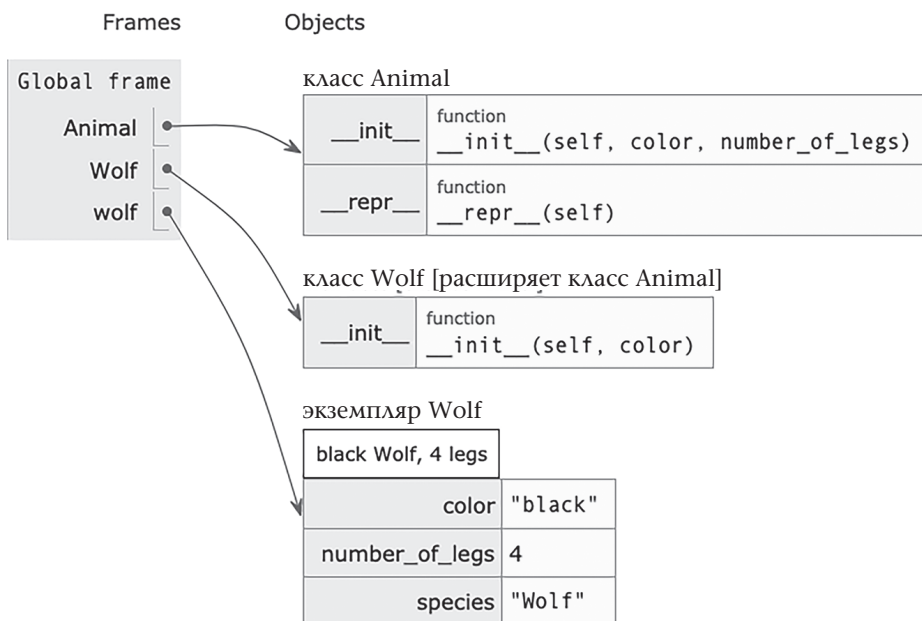 Frames Objects
Global frame
Animal
Wolf
wolf
класс Animal
__init__ function
__init__(self, color, number_of_legs)
__repr__ function
__repr__(self)
класс Wolf [расширяет класс Animal]
__init__ function
__init__(self, color)
экземпляр Wolf
black Wolf, 4 legs
color "black"
number_of_legs 4
species "Wolf"